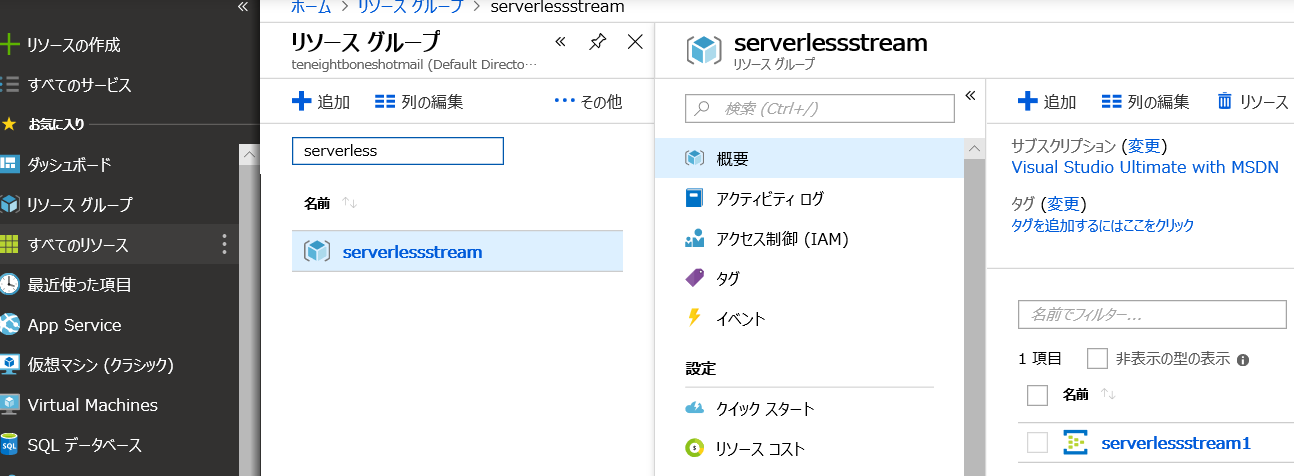 «
ホーム > リソース グループ > serverlessstream
リソースの作成
すべてのサービス
お気に入り
ダッシュボード
リソース グループ
すべてのリソース
最近使った項目
App Service
仮想マシン (クラシック)
Virtual Machines
SQL データベース
リソース グループ
teneightboneshotmail (Default Directo…
追加 列の編集 … その他
serverless
名前
serverlessstream
serverlessstream
リソース グループ
検索 (Ctrl+/)
概要
アクティビティ ログ
アクセス制御 (IAM)
タグ
イベント
設定
クイック スタート
リソース コスト
追加 列の編集 リソース
サブスクリプション (変更)
Visual Studio Ultimate with MSDN
タグ (変更)
タグを追加するにはここをクリック
名前でフィルター...
1 項目 非表示の型の表示
名前
serverlessstream1